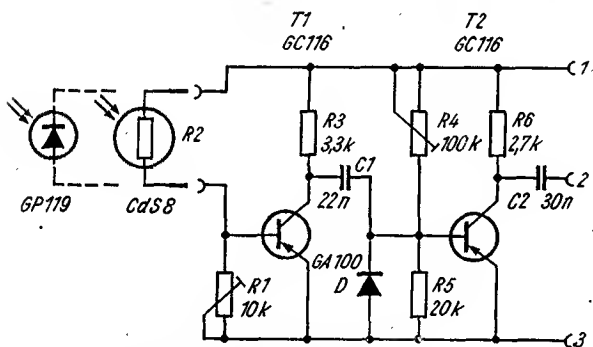 T1
GC116
T2
GC116
1
R2
R3
3,3k
R4
100k
R6
2,7k
C1
22n
2
C2
30n
GP119
CdS8
R1
10k
GA100
D
R5
20k
3